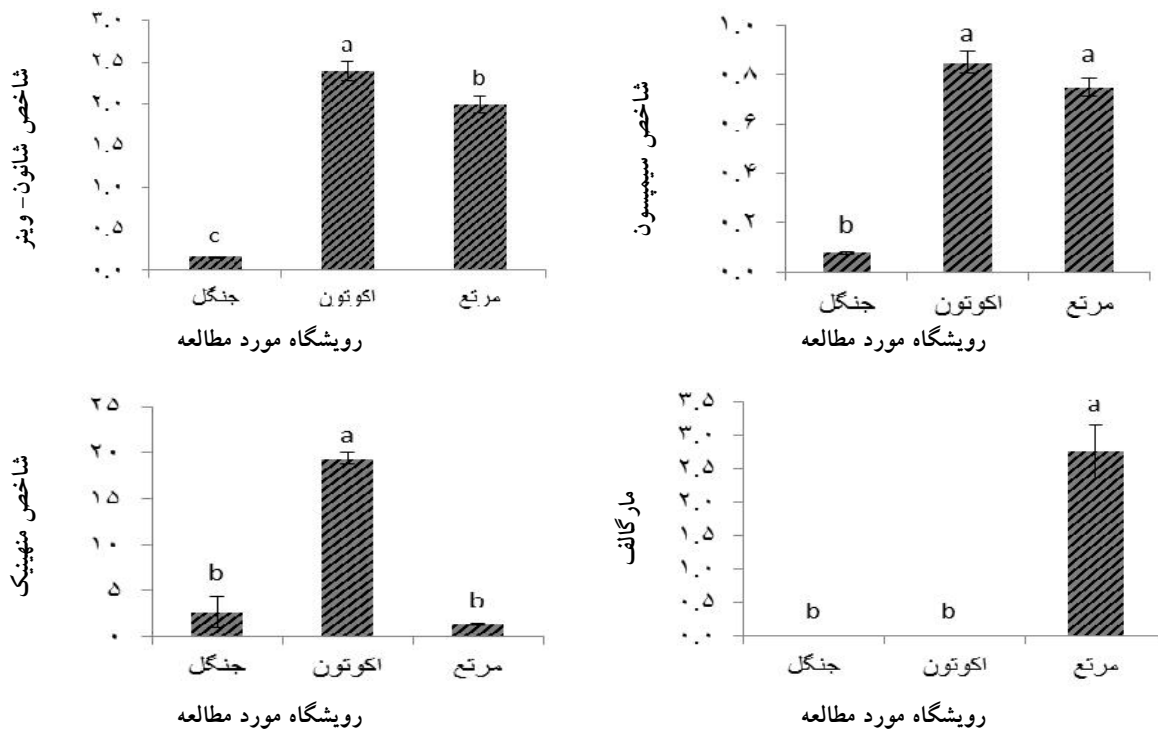 شاخص شانون- وینر
۳.۰
۲.۵
۲.۰
۱.۵
۱.۰
۰.۵
۰.۰
a
b
c
جنگل اکوتون مرتع
رویشگاه مورد مطالعه
شاخص سیمپسون
۱.۰
۰.۸
۰.۶
۰.۴
۰.۲
۰.۰
a
a
b
جنگل اکوتون مرتع
رویشگاه مورد مطالعه
شاخص منهینیک
۲۵
۲۰
۱۵
۱۰
۵
۰
a
b
b
جنگل اکوتون مرتع
رویشگاه مورد مطالعه
مارگالف
۳.۵
۳.۰
۲.۵
۲.۰
۱.۵
۱.۰
۰.۵
۰.۰
a
b b
جنگل اکوتون مرتع
رویشگاه مورد مطالعه